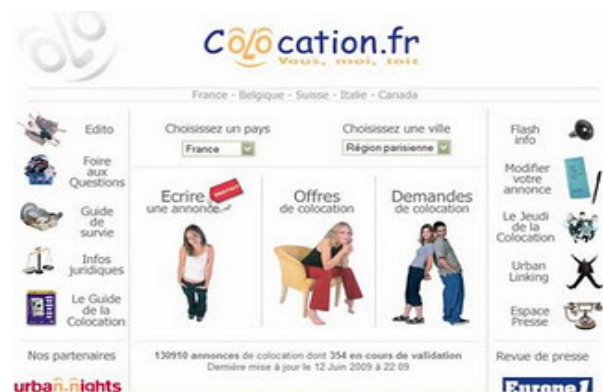 Colocation.fr
Vous, moi, toit
France - Belgique - Suisse - Italie - Canada
Edito
Foire
aux
Questions
Guide
de
survie
Infos
juridiques
Le Guide
de la
Colocation
Choisissez un pays
France
Choisissez une ville
Région parisienne
Ecrire
une annonce...
GRATUIT
Offres
de colocation
Demandes
de colocation
Flash
info
Modifier
votre
annonce
Le Jeudi
de la
Colocation
Urban
Linking
Espace
Presse
Nos partenaires
130910 annonces de colocation dont 354 en cours de validation
Dernière mise à jour le 12 Juin 2009 à 22:09
Revue de presse
urban.nights
Europe 1